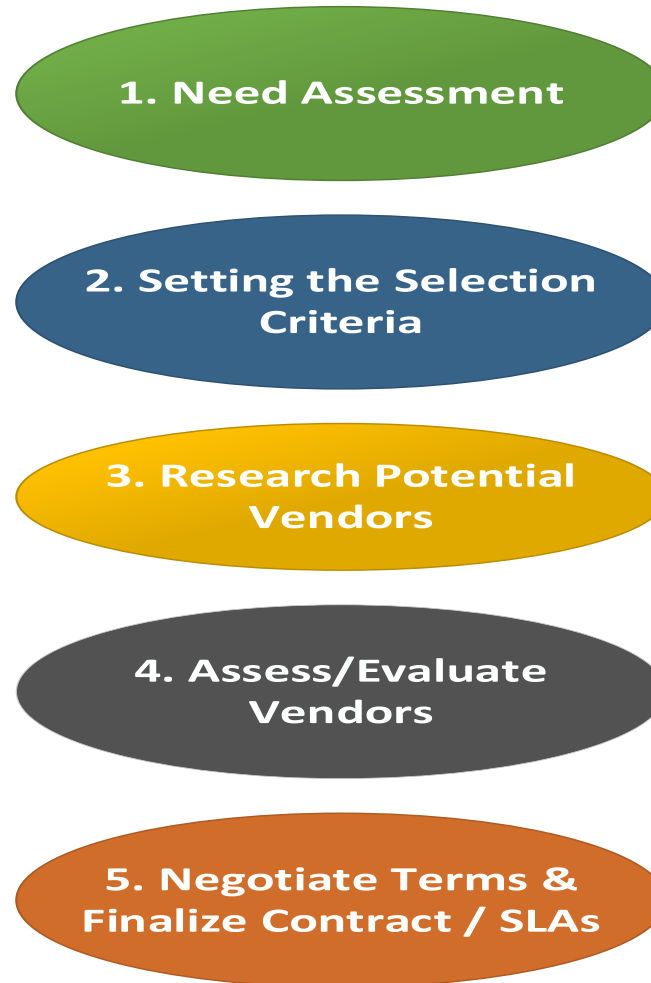 1. Need Assessment
2. Setting the Selection
Criteria
3. Research Potential
Vendors
4. Assess/Evaluate
Vendors
5. Negotiate Terms &
Finalize Contract / SLAs